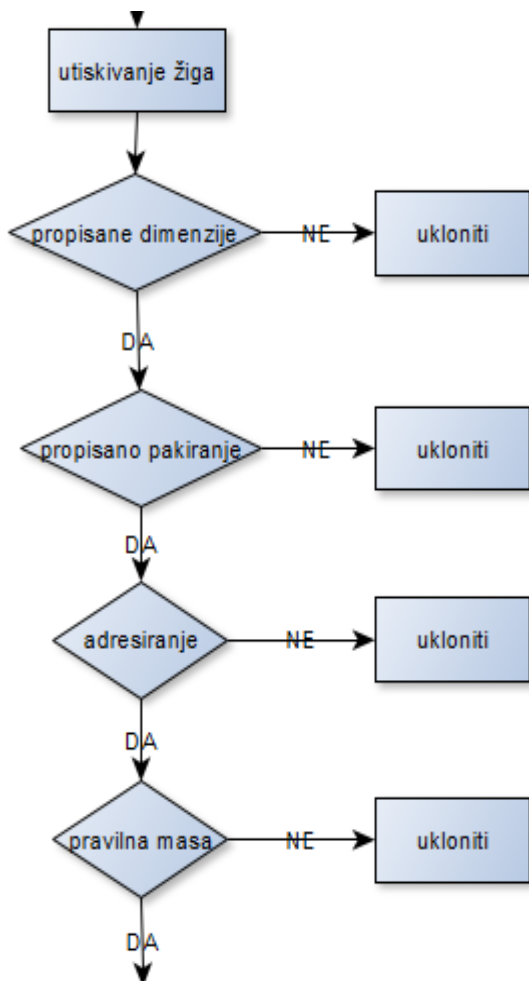 utiskivanje žiga
propisane dimenzije
NE
ukloniti
DA
propisano pakiranje
NE
ukloniti
DA
adresiranje
NE
ukloniti
DA
pravilna masa
NE
ukloniti
DA